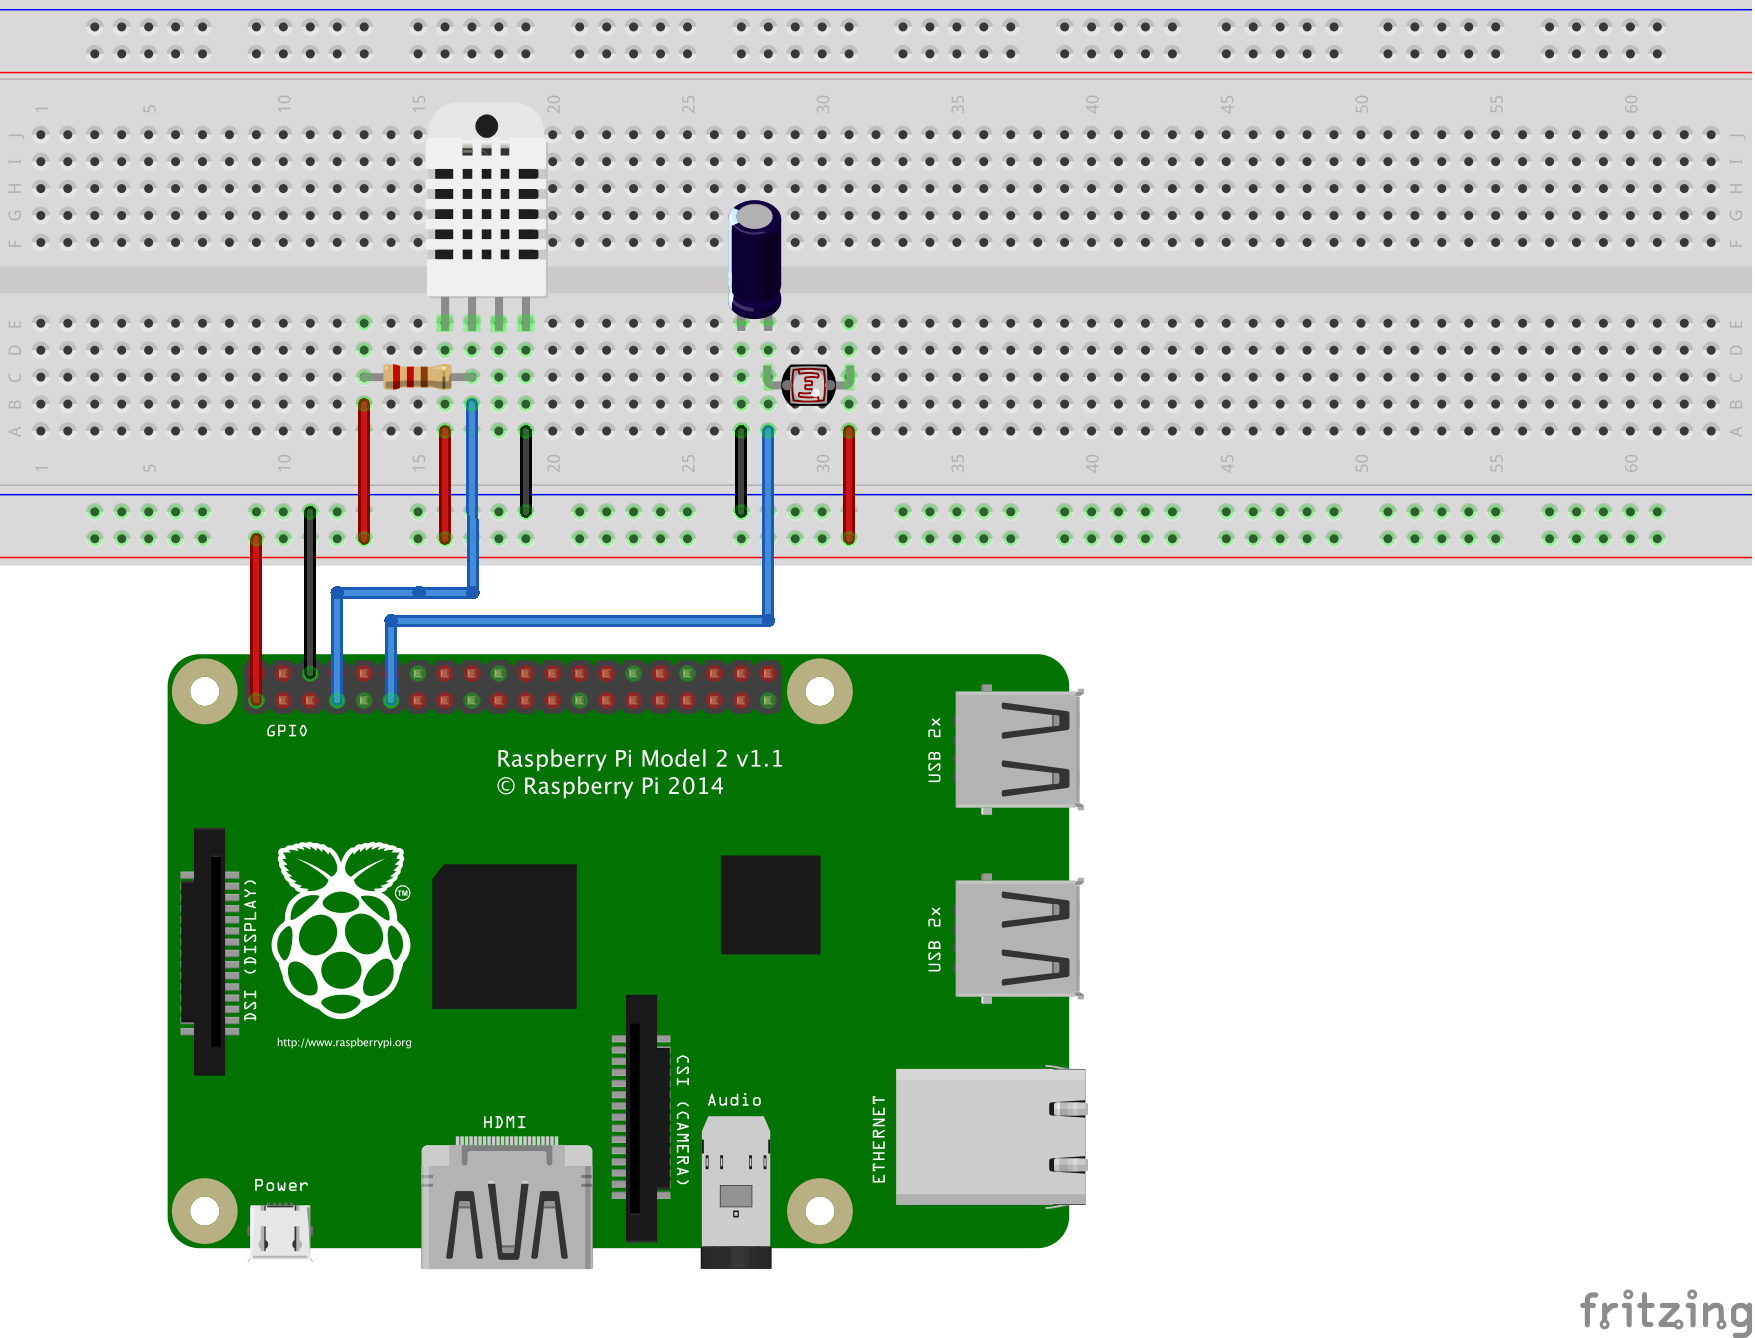 1 5 10 15 20 25 30 35 40 45 50 55 60
J J
I I
H H
G G
F F
E E
D D
C C
B B
A A
1 5 10 15 20 25 30 35 40 45 50 55 60
GPIO
Raspberry Pi Model 2 v1.1
© Raspberry Pi 2014
USB 2x
DSI (DISPLAY)
TM
USB 2x
http://www.raspberrypi.org
CSI (CAMERA)
Audio
ETHERNET
HDMI
Power
fritzing